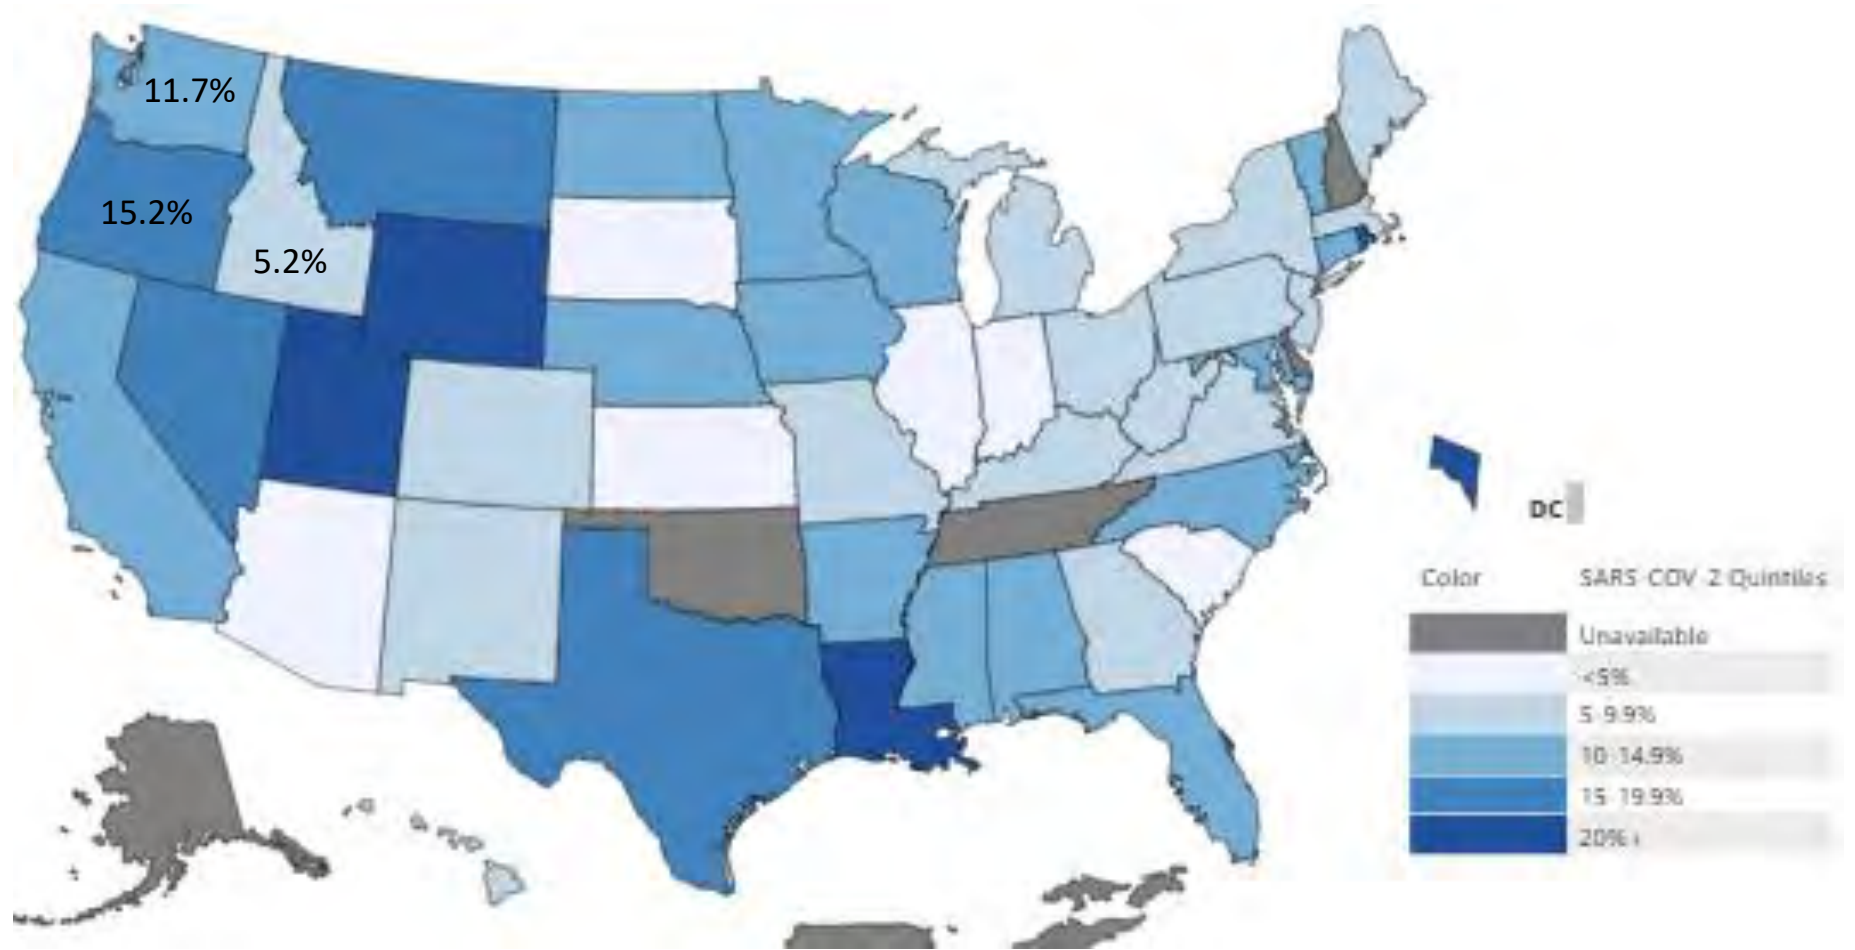 11.7%
15.2%
5.2%
DC
Color SARS COV 2 Quintiles
Unavailable
<5%
5 9.9%
10 14.9%
15 19.9%
20%